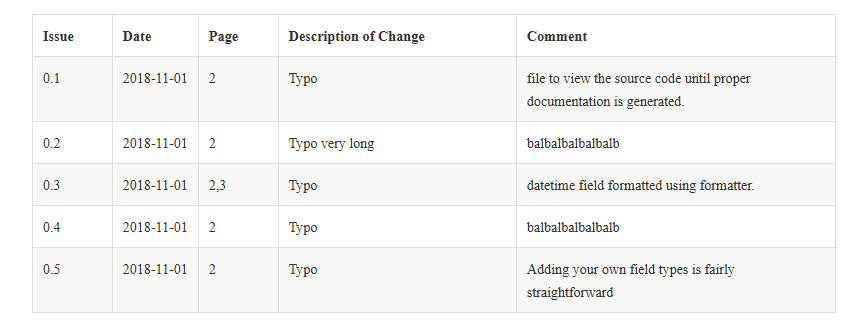 Issue Date Page Description of Change Comment
0.1 2018-11-01 2 Typo file to view the source code until proper
documentation is generated.
0.2 2018-11-01 2 Typo very long balbalbalbalbalb
0.3 2018-11-01 2,3 Typo datetime field formatted using formatter.
0.4 2018-11-01 2 Typo balbalbalbalbalb
0.5 2018-11-01 2 Typo Adding your own field types is fairly
straightforward